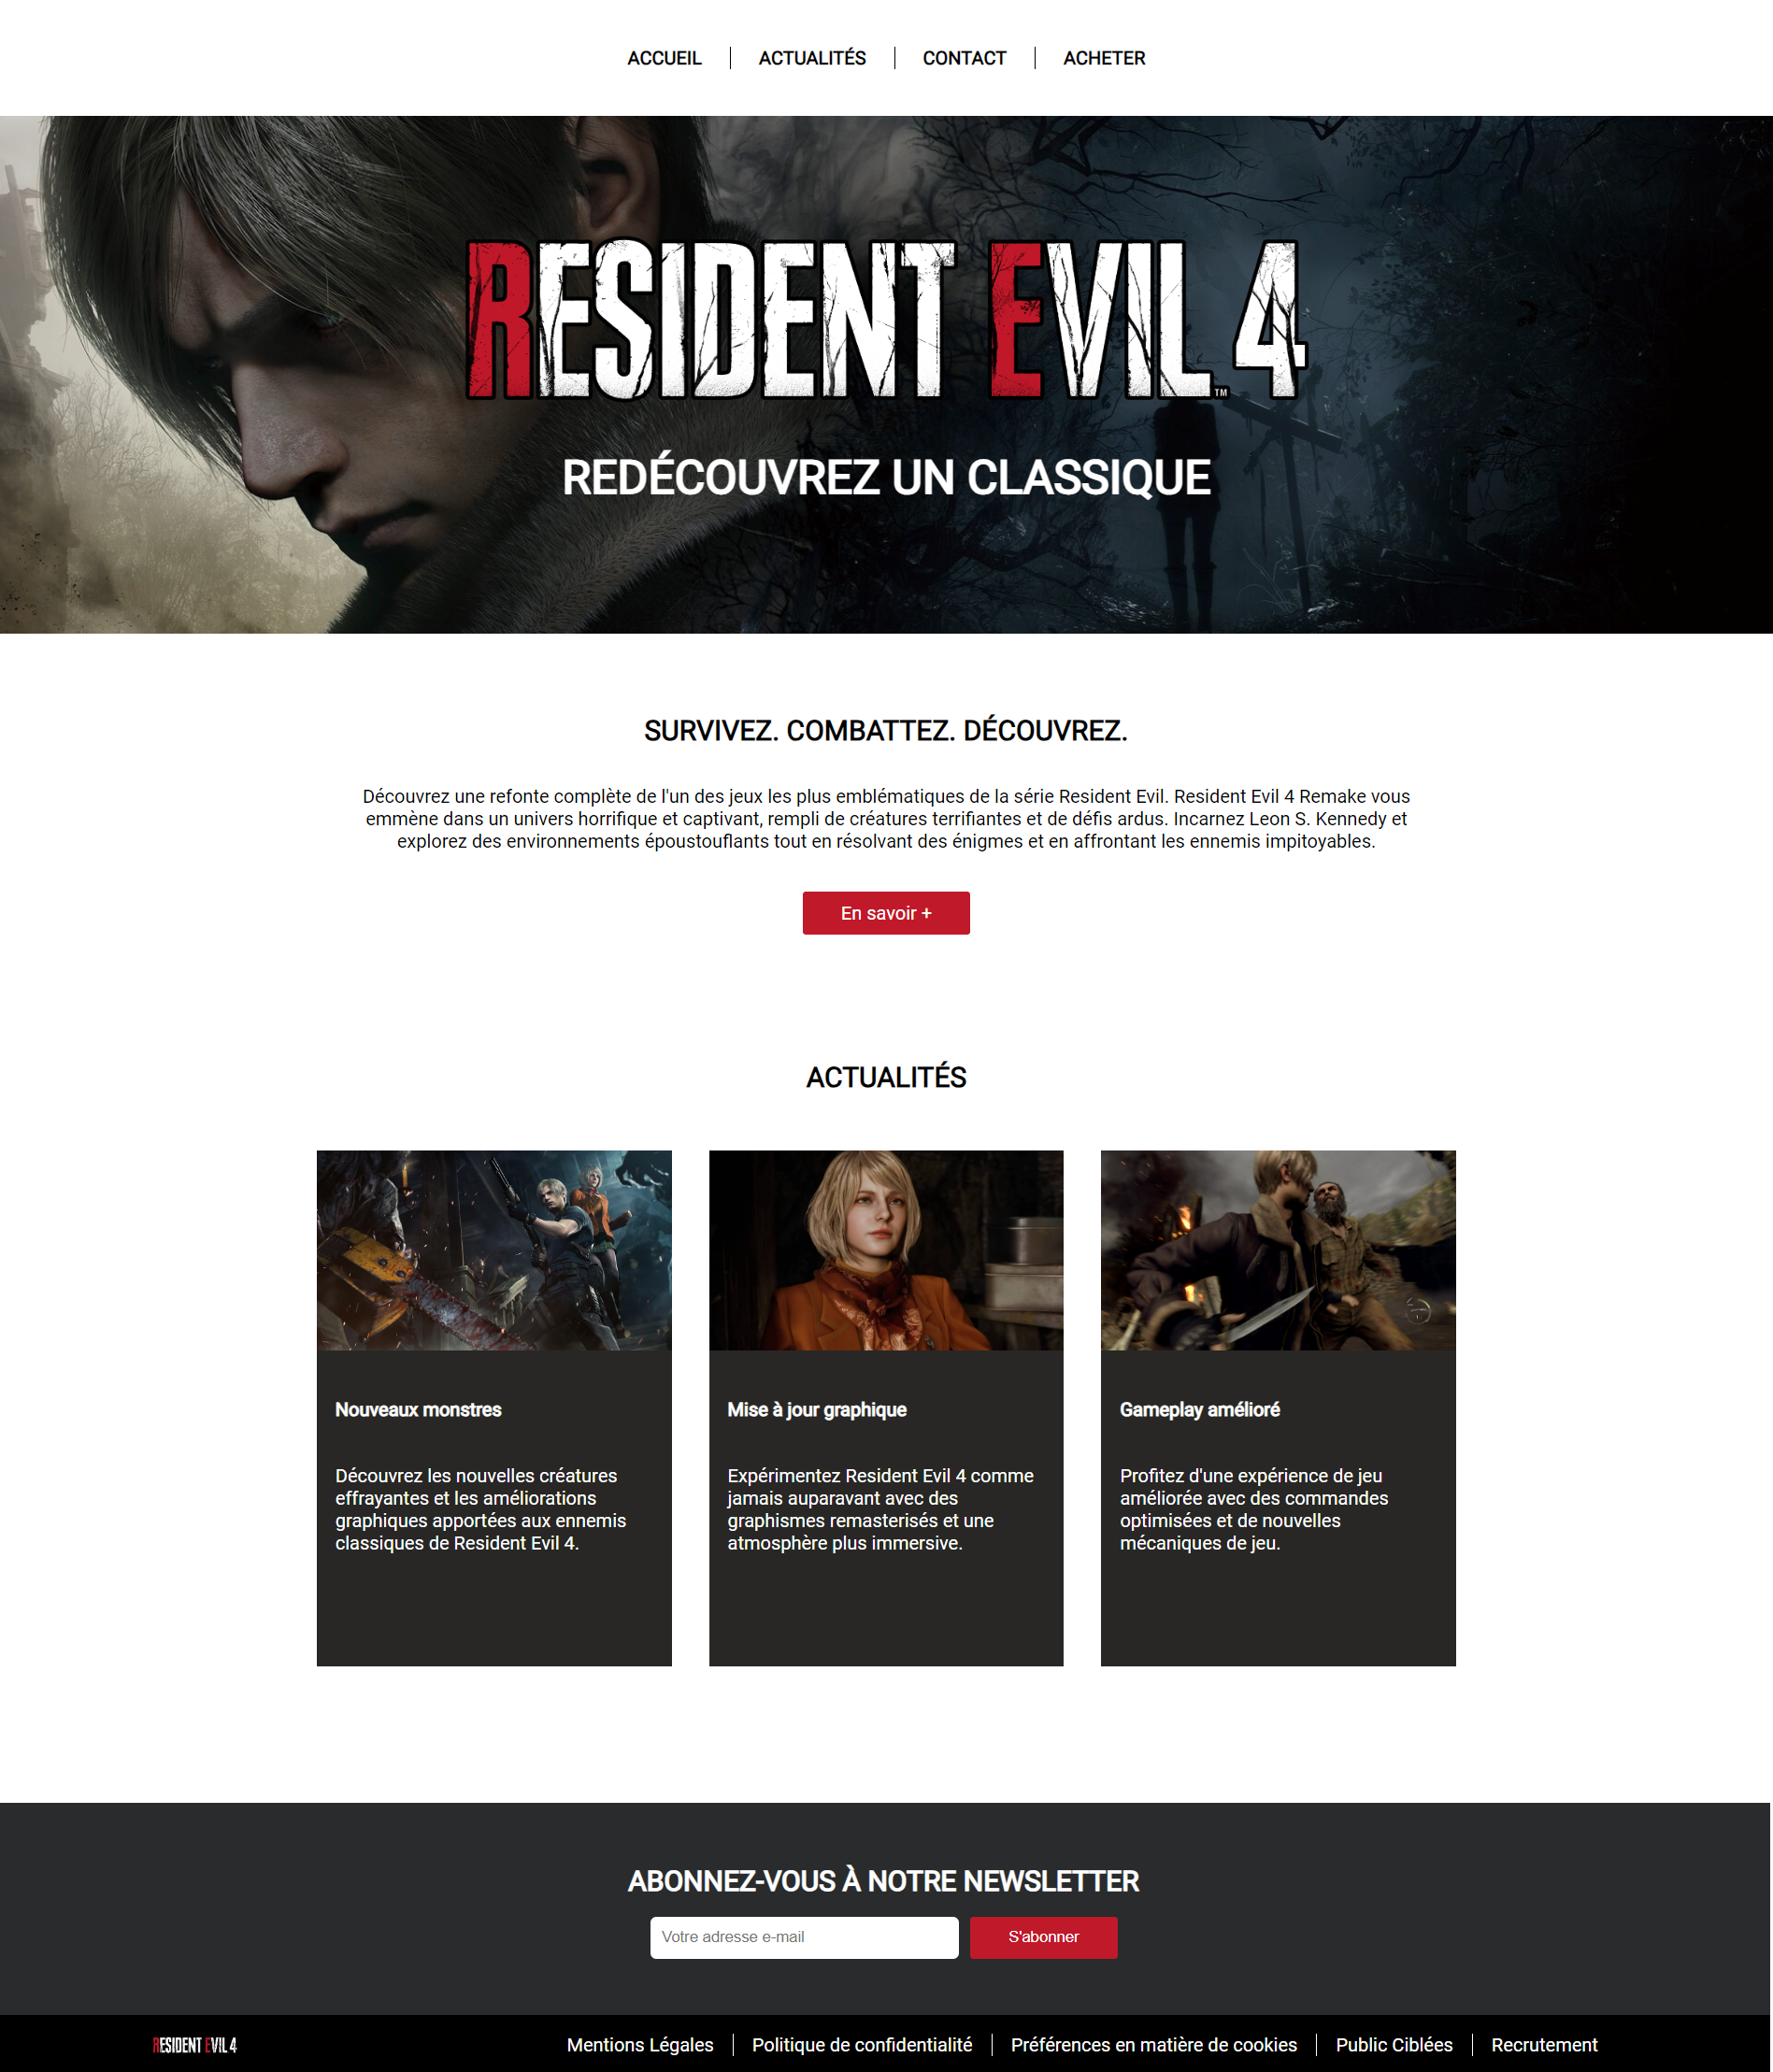 ACCUEIL ACTUALITÉS CONTACT ACHETER
RESIDENT EVIL 4 ™
REDÉCOUVREZ UN CLASSIQUE
SURVIVEZ. COMBATTEZ. DÉCOUVREZ.
Découvrez une refonte complète de l'un des jeux les plus emblématiques de la série Resident Evil. Resident Evil 4 Remake vous
emmène dans un univers horrifique et captivant, rempli de créatures terrifiantes et de défis ardus. Incarnez Leon S. Kennedy et
explorez des environnements époustouflants tout en résolvant des énigmes et en affrontant les ennemis impitoyables.
En savoir +
ACTUALITÉS
Nouveaux monstres
Découvrez les nouvelles créatures
effrayantes et les améliorations
graphiques apportées aux ennemis
classiques de Resident Evil 4.
Mise à jour graphique
Expérimentez Resident Evil 4 comme
jamais auparavant avec des
graphismes remasterisés et une
atmosphère plus immersive.
Gameplay amélioré
Profitez d'une expérience de jeu
améliorée avec des commandes
optimisées et de nouvelles
mécaniques de jeu.
ABONNEZ-VOUS À NOTRE NEWSLETTER
Votre adresse e-mail S'abonner
RESIDENT EVIL 4 Mentions Légales Politique de confidentialité Préférences en matière de cookies Public Ciblées Recrutement